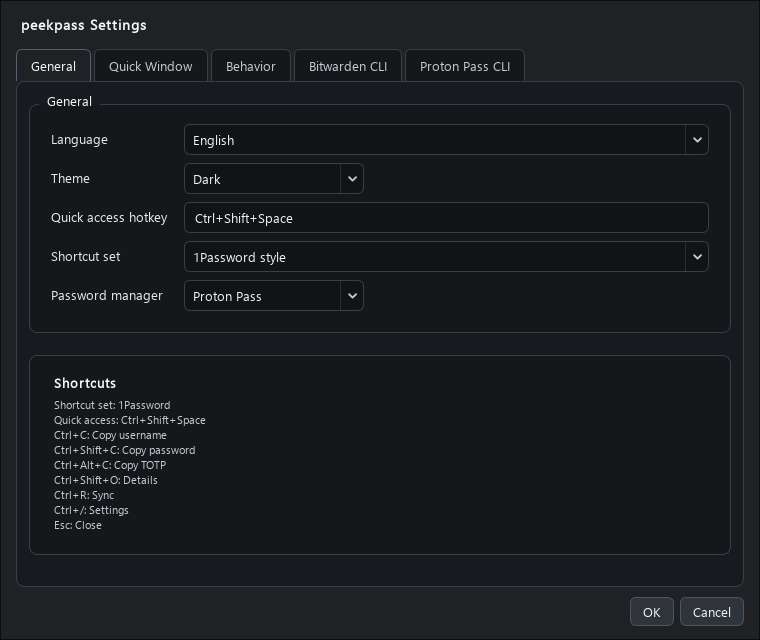 peekpass Settings
General
Quick Window
Behavior
Bitwarden CLI
Proton Pass CLI
General
Language
English
Theme
Dark
Quick access hotkey
Ctrl+Shift+Space
Shortcut set
1Password style
Password manager
Proton Pass
Shortcuts
Shortcut set: 1Password
Quick access: Ctrl+Shift+Space
Ctrl+C: Copy username
Ctrl+Shift+C: Copy password
Ctrl+Alt+C: Copy TOTP
Ctrl+Shift+O: Details
Ctrl+R: Sync
Ctrl+/: Settings
Esc: Close
OK
Cancel